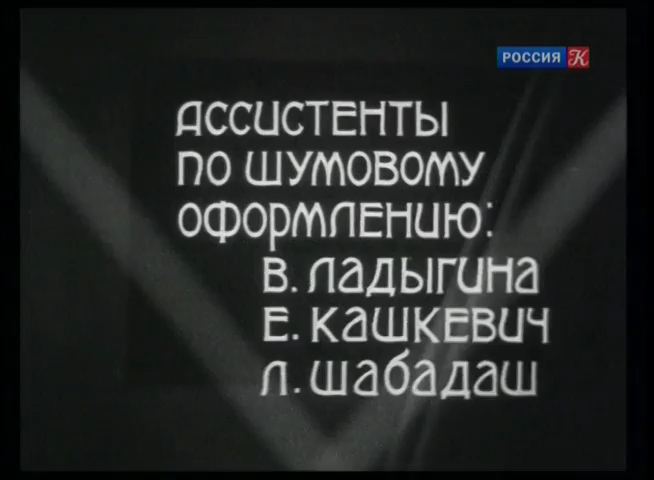 РОССИЯ К
АССИСТЕНТЫ
ПО ШУМОВОМУ
ОФОРМЛЕНИЮ:
В. ЛАДЫГИНА
Е. КАШКЕВИЧ
Л. ШАБАДАШ